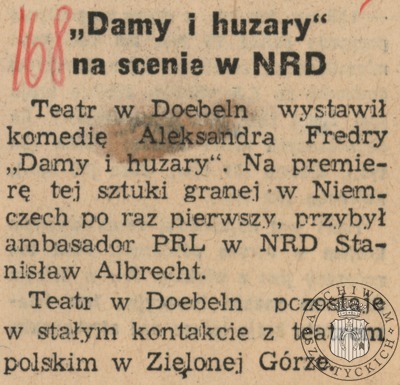 168
„Damy i huzary“
na scenie w NRD
Teatr w Doebeln wystawił
komedię Aleksandra Fredry
„Damy i huzary“. Na premie-
rę tej sztuki granej w Niem-
czech po raz pierwszy, przybył
ambasador PRL w NRD Sta-
nisław Albrecht.
Teatr w Doebeln pozostaje
w stałym kontakcie z teatrem
polskim w Zielonej Górze.
ARCHIWUM